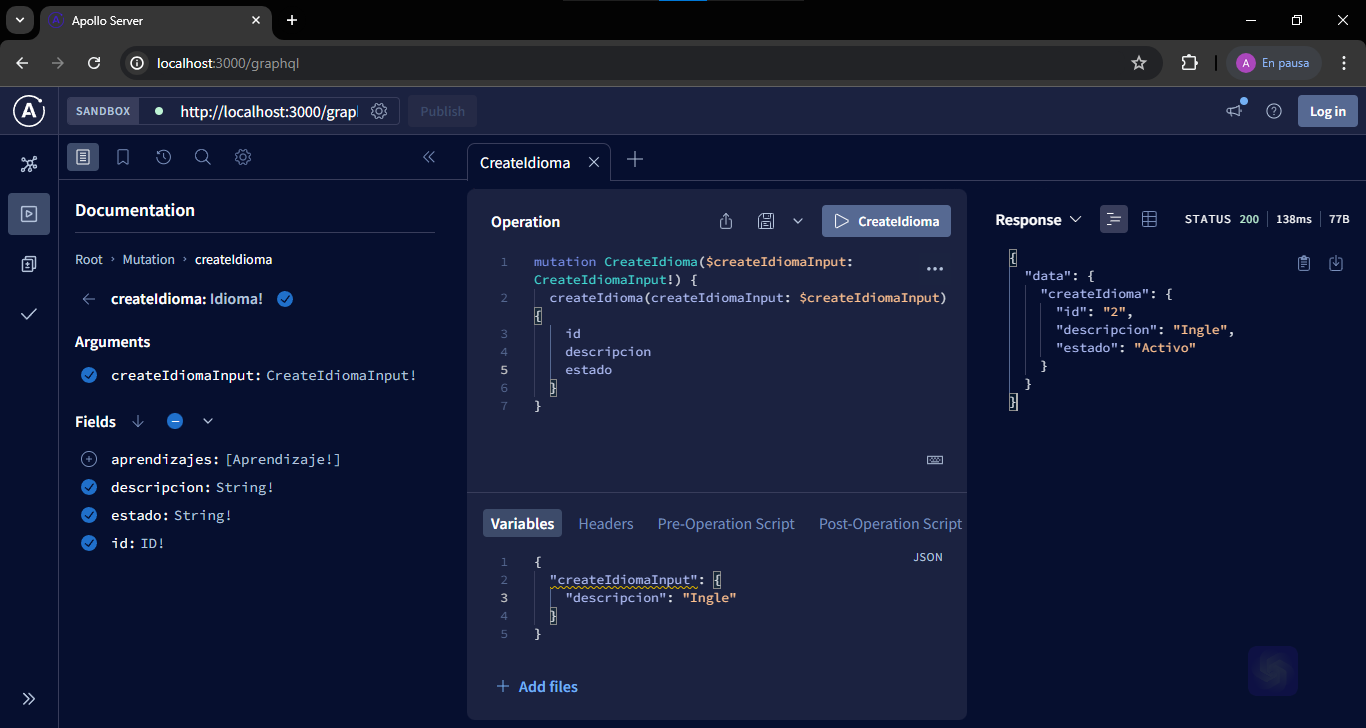 Apollo Server
localhost:3000/graphql
A
En pausa
SANDBOX
http://localhost:3000/grap
Publish
Log in
Documentation
Root › Mutation › createIdioma
createIdioma: Idioma!
Arguments
createIdiomaInput: CreateIdiomaInput!
Fields
aprendizajes: [Aprendizaje!]
descripcion: String!
estado: String!
id: ID!
CreateIdioma
Operation
CreateIdioma
1 mutation CreateIdioma($createIdiomaInput:
CreateIdiomaInput!) {
2 createIdioma(createIdiomaInput: $createIdiomaInput)
{
3 id
4 descripcion
5 estado
6 }
7 }
Variables
Headers
Pre-Operation Script
Post-Operation Script
JSON
1 {
2 "createIdiomaInput": {
3 "descripcion": "Ingle"
4 }
5 }
Add files
Response
STATUS 200
138ms
77B
{
"data": {
"createIdioma": {
"id": "2",
"descripcion": "Ingle",
"estado": "Activo"
}
}
}